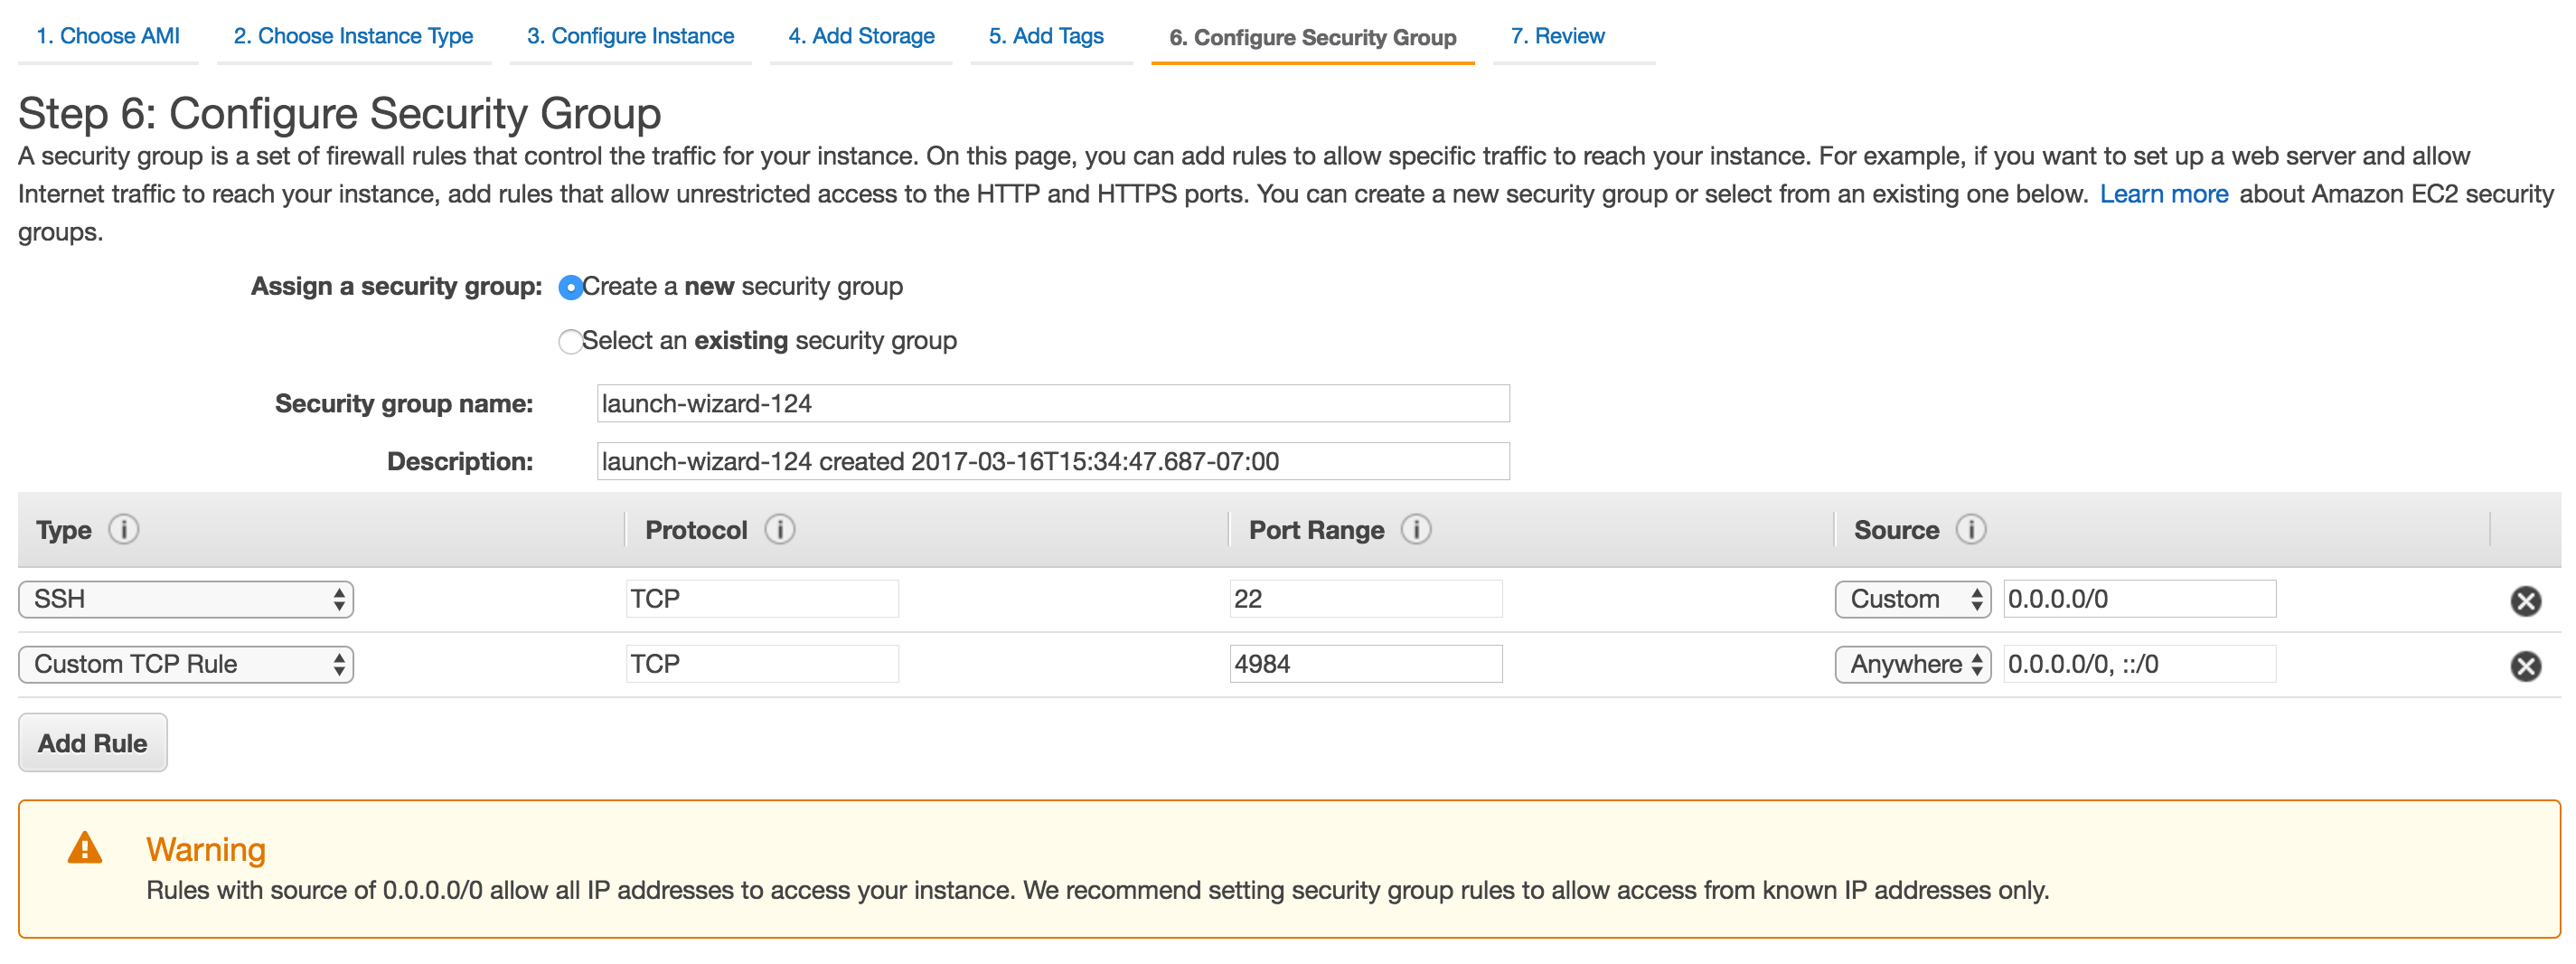 1. Choose AMI 2. Choose Instance Type 3. Configure Instance 4. Add Storage 5. Add Tags 6. Configure Security Group 7. Review
Step 6: Configure Security Group
A security group is a set of firewall rules that control the traffic for your instance. On this page, you can add rules to allow specific traffic to reach your instance. For example, if you want to set up a web server and allow
Internet traffic to reach your instance, add rules that allow unrestricted access to the HTTP and HTTPS ports. You can create a new security group or select from an existing one below. Learn more about Amazon EC2 security
groups.
Assign a security group: Create a new security group
Select an existing security group
Security group name: launch-wizard-124
Description: launch-wizard-124 created 2017-03-16T15:34:47.687-07:00
Type i Protocol i Port Range i Source i
SSH TCP 22 Custom 0.0.0.0/0
Custom TCP Rule TCP 4984 Anywhere 0.0.0.0/0, ::/0
Add Rule
Warning
Rules with source of 0.0.0.0/0 allow all IP addresses to access your instance. We recommend setting security group rules to allow access from known IP addresses only.